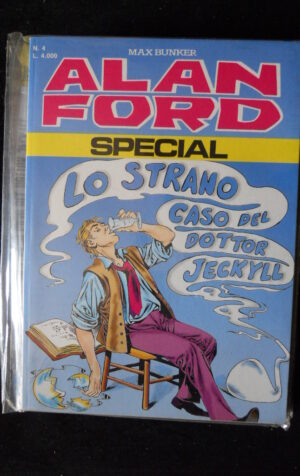 N. 4
L. 4.000
MAX BUNKER
ALAN
FORD
SPECIAL
LO STRANO
CASO DEL
DOTTOR
JECKYLL